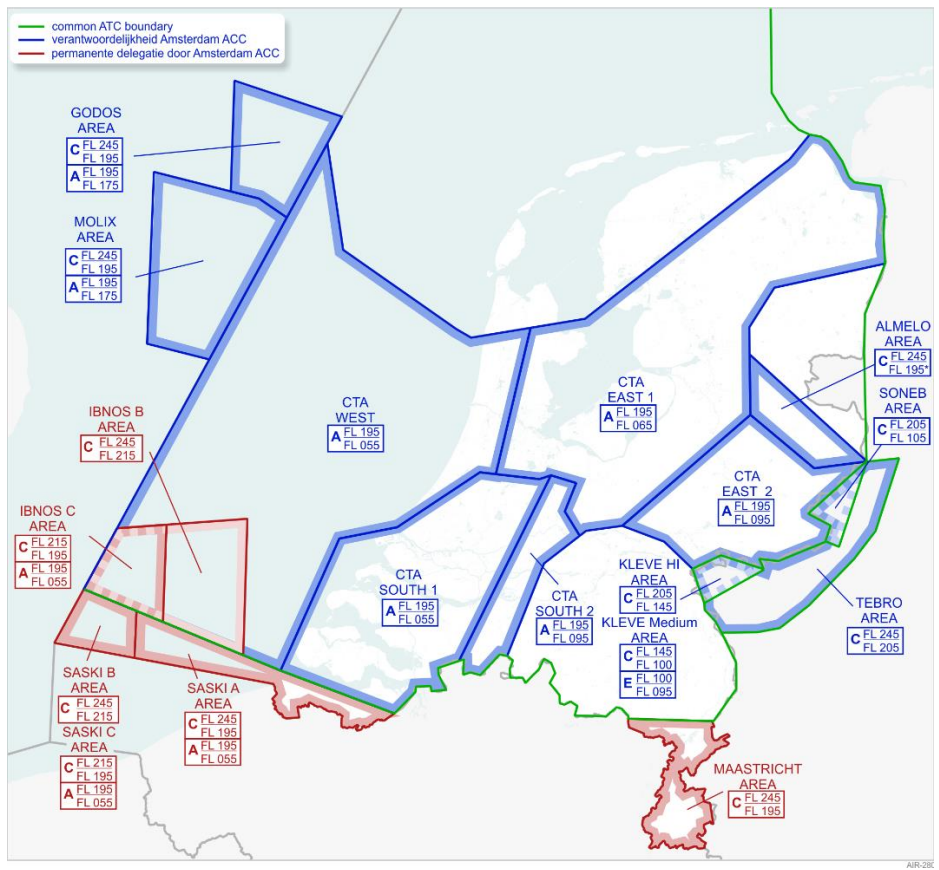 common ATC boundary
verantwoordelijkheid Amsterdam ACC
permanente delegatie door Amsterdam ACC
GODOS
AREA
C FL 245
FL 195
A FL 195
FL 175
MOLIX
AREA
C FL 245
FL 195
A FL 195
FL 175
IBNOS B
AREA
C FL 245
FL 215
IBNOS C
AREA
C FL 215
FL 195
A FL 195
FL 055
SASKI B
AREA
C FL 245
FL 215
SASKI C
AREA
C FL 215
FL 195
A FL 195
FL 055
SASKI A
AREA
C FL 245
FL 195
A FL 195
FL 055
CTA
WEST
A FL 195
FL 055
CTA
SOUTH 1
A FL 195
FL 055
CTA
EAST 1
A FL 195
FL 065
CTA
EAST 2
A FL 195
FL 095
CTA
SOUTH 2
A FL 195
FL 095
KLEVE HI
AREA
C FL 205
FL 145
KLEVE Medium
AREA
C FL 145
FL 100
E FL 100
FL 095
ALMELO
AREA
C FL 245
FL 195*
SONEB
AREA
C FL 205
FL 105
TEBRO
AREA
C FL 245
FL 205
MAASTRICHT
AREA
C FL 245
FL 195